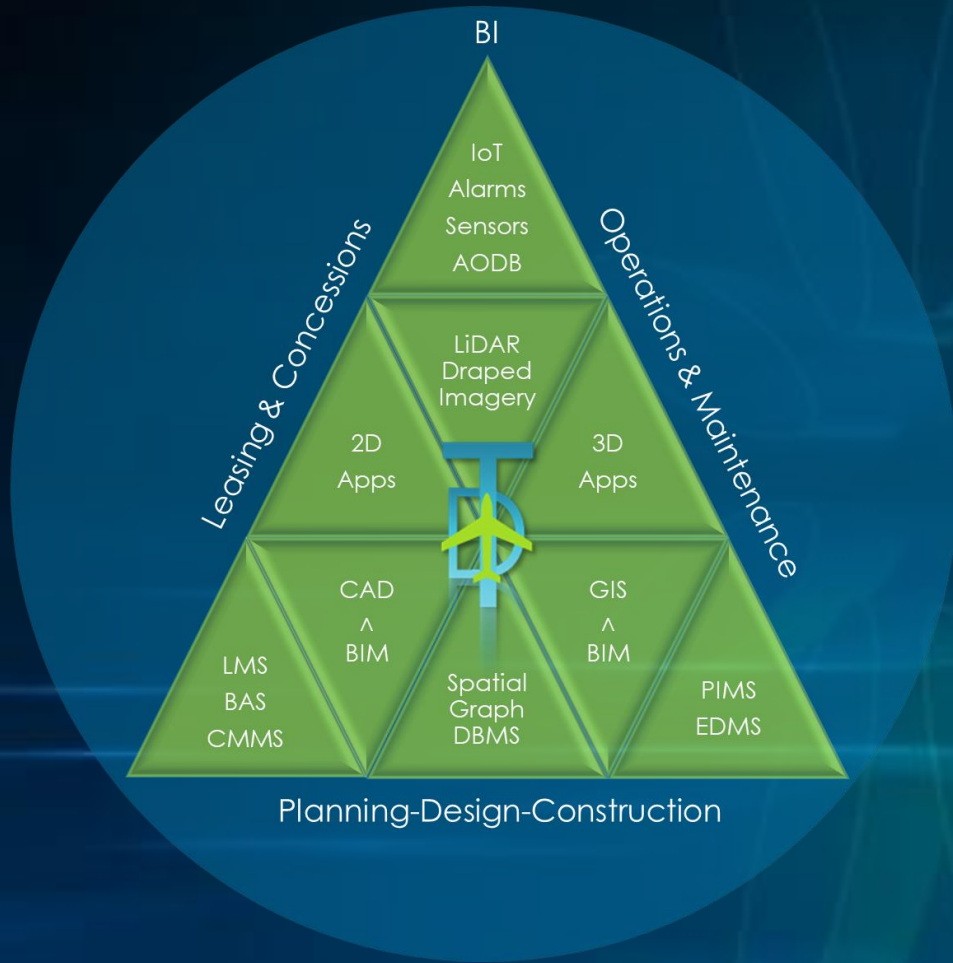 BI
IoT
Alarms
Sensors
AODB
Leasing & Concessions
Operations & Maintenance
LiDAR
Draped
Imagery
2D
Apps
3D
Apps
DT
CAD
^
BIM
GIS
^
BIM
LMS
BAS
CMMS
Spatial
Graph
DBMS
PIMS
EDMS
Planning-Design-Construction